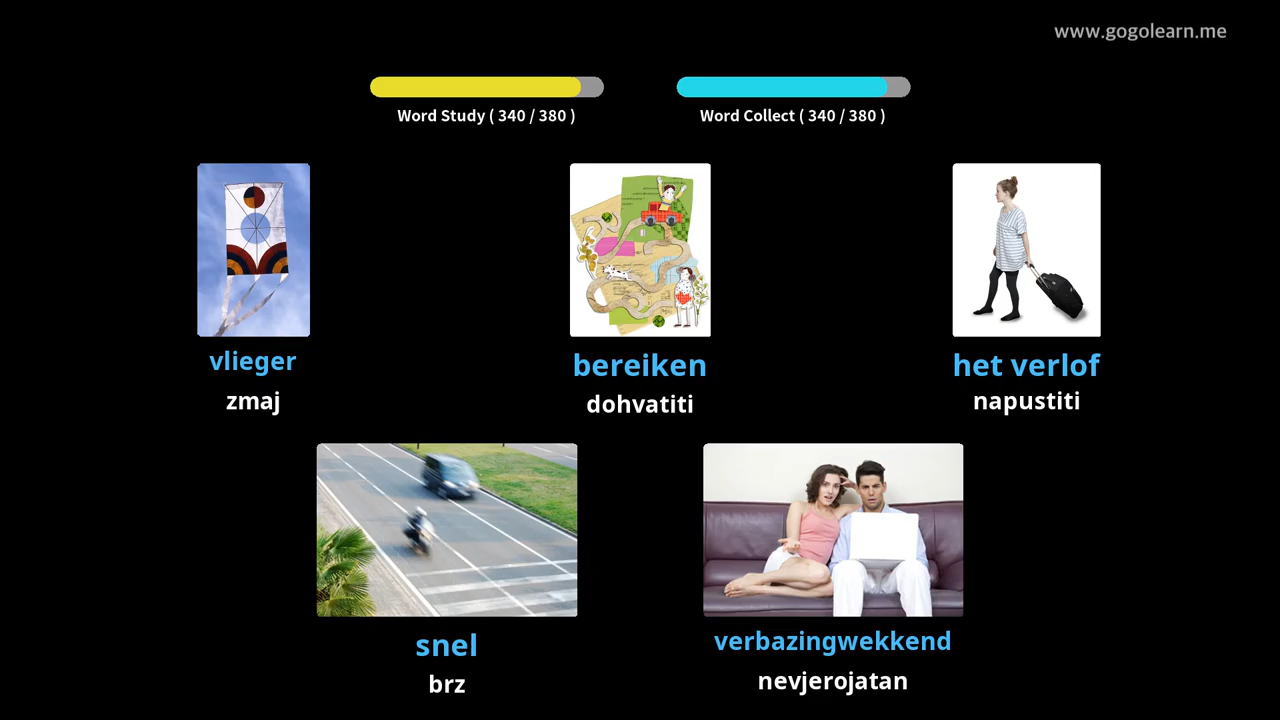 www.gogolearn.me
Word Study ( 340 / 380 )
Word Collect ( 340 / 380 )
vlieger
zmaj
bereiken
dohvatiti
het verlof
napustiti
snel
brz
verbazingwekkend
nevjerojatan